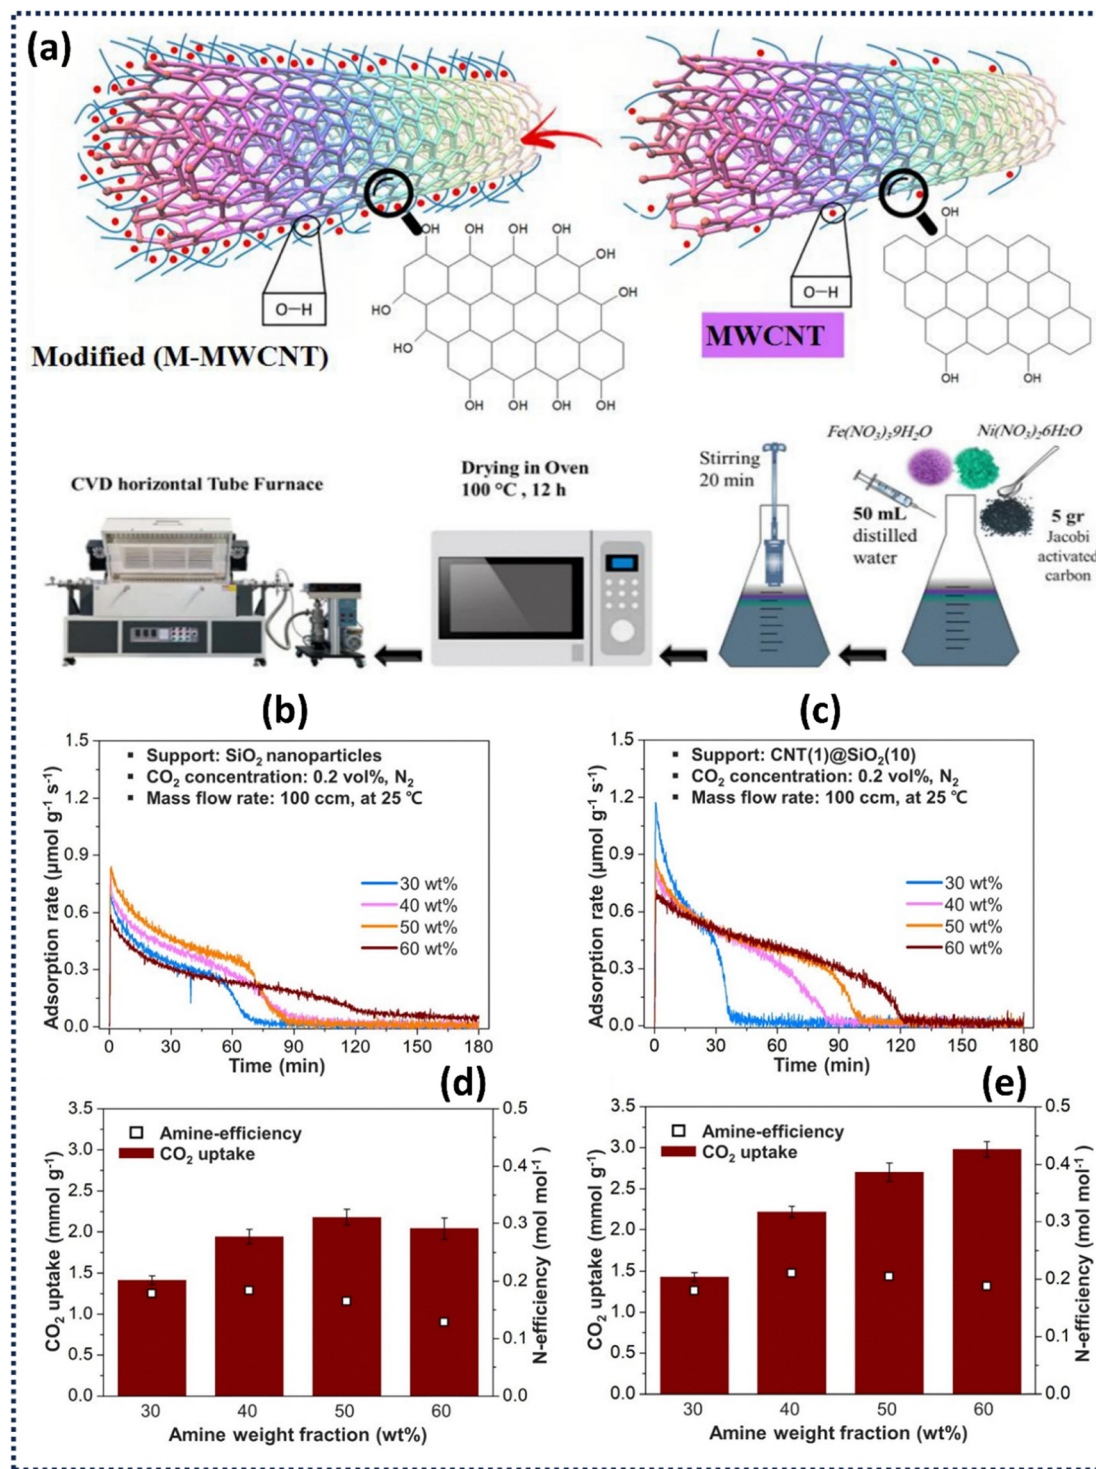 (a)
OH OH OH OH
OH
OH
HO
HO
OH OH OH OH
O–H
Modified (M-MWCNT)
OH
OH OH
O–H
MWCNT
CVD horizontal Tube Furnace
Drying in Oven
100 °C , 12 h
Stirring
20 min
Fe(NO3)39H2O
Ni(NO3)26H2O
50 mL
distilled
water
5 gr
Jacobi
activated
carbon
(b)
Support: SiO2 nanoparticles
CO2 concentration: 0.2 vol%, N2
Mass flow rate: 100 ccm, at 25 ℃
30 wt%
40 wt%
50 wt%
60 wt%
1.5
1.2
0.9
0.6
0.3
0.0
Adsorption rate (μmol g-1 s-1)
0 30 60 90 120 150 180
Time (min)
(c)
Support: CNT(1)@SiO2(10)
CO2 concentration: 0.2 vol%, N2
Mass flow rate: 100 ccm, at 25 ℃
30 wt%
40 wt%
50 wt%
60 wt%
1.5
1.2
0.9
0.6
0.3
0.0
Adsorption rate (μmol g-1 s-1)
0 30 60 90 120 150 180
Time (min)
(d)
Amine-efficiency
CO2 uptake
3.5
3.0
2.5
2.0
1.5
1.0
0.5
0.0
CO2 uptake (mmol g-1)
0.5
0.4
0.3
0.2
0.1
0.0
N-efficiency (mol mol-1)
30 40 50 60
Amine weight fraction (wt%)
(e)
Amine-efficiency
CO2 uptake
3.5
3.0
2.5
2.0
1.5
1.0
0.5
0.0
CO2 uptake (mmol g-1)
0.5
0.4
0.3
0.2
0.1
0.0
N-efficiency (mol mol-1)
30 40 50 60
Amine weight fraction (wt%)